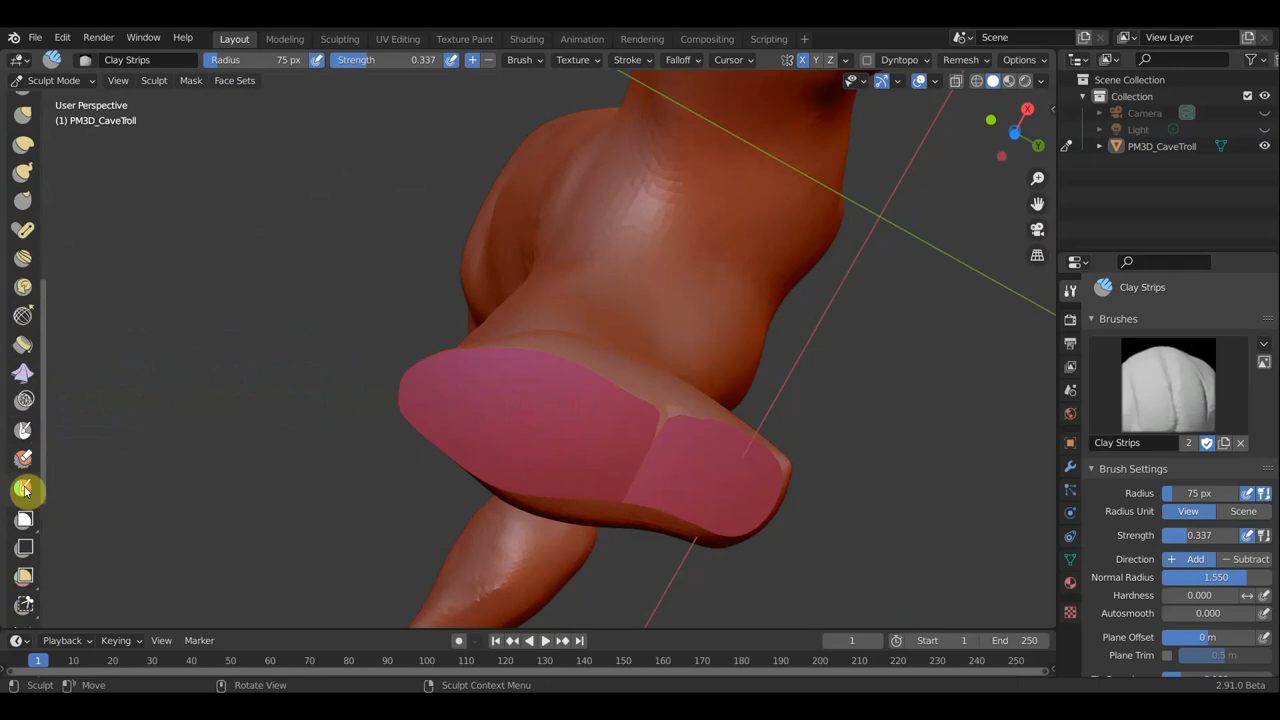 File Edit Render Window Help Layout Modeling Sculpting UV Editing Texture Paint Shading Animation Rendering Compositing Scripting + Scene View Layer
Clay Strips Radius 75 px Strength 0.337 Brush Texture Stroke Falloff Cursor X Y Z Dyntopo Remesh Options
Sculpt Mode View Sculpt Mask Face Sets
Scene Collection
Collection
Camera
Light
PM3D_CaveTroll
User Perspective
(1) PM3D_CaveTroll
X
Y
Clay Strips
Brushes
Clay Strips 2
Brush Settings
Radius 75 px
Radius Unit View Scene
Strength 0.337
Direction + Add − Subtract
Normal Radius 1.550
Hardness 0.000
Autosmooth 0.000
Plane Offset 0 m
Plane Trim 0.5 m
Playback Keying View Marker 1 Start 1 End 250
1 10 20 30 40 50 60 70 80 90 100 110 120 130 140 150 160 170 180 190 200 210 220 230 240 250
Sculpt Move Rotate View Sculpt Context Menu 2.91.0 Beta